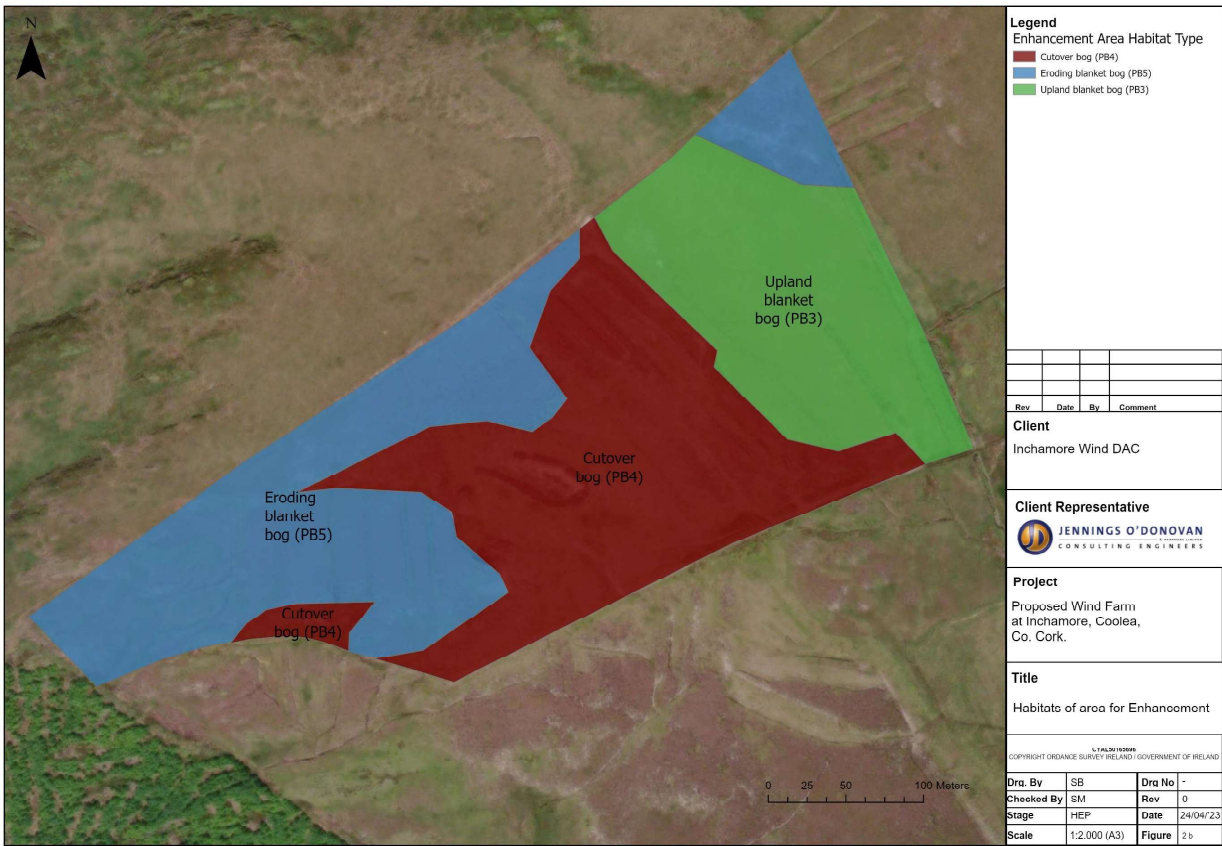 N
Upland
blanket
bog (PB3)
Cutover
bog (PB4)
Eroding
blanket
bog (PB5)
Cutover
bog (PB4)
0 25 50 100 Meters
Legend
Enhancement Area Habitat Type
Cutover bog (PB4)
Eroding blanket bog (PB5)
Upland blanket bog (PB3)
Rev Date By Comment
Client
Inchamore Wind DAC
Client Representative
JENNINGS O'DONOVAN
CONSULTING ENGINEERS
Project
Proposed Wind Farm
at Inchamore, Coolea,
Co. Cork.
Title
Habitats of area for Enhancement
COPYRIGHT ORDANCE SURVEY IRELAND / GOVERNMENT OF IRELAND
Drg. By SB Drg No -
Checked By SM Rev 0
Stage HEP Date 24/04/23
Scale 1:2.000 (A3) Figure 2b